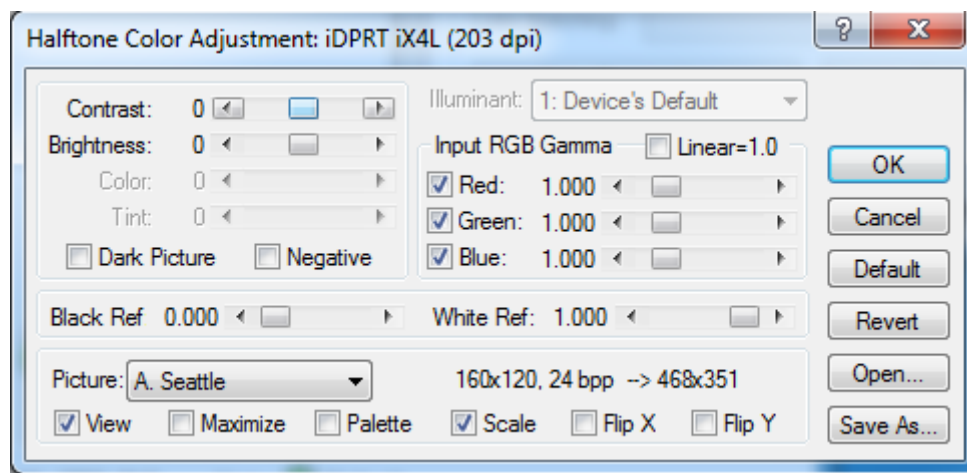 Halftone Color Adjustment: iDPRT iX4L (203 dpi)
Contrast: 0
Brightness: 0
Color: 0
Tint: 0
Dark Picture Negative
Illuminant: 1: Device's Default
Input RGB Gamma Linear=1.0
Red: 1.000
Green: 1.000
Blue: 1.000
Black Ref 0.000 White Ref: 1.000
Picture: A. Seattle 160x120, 24 bpp --> 468x351
View Maximize Palette Scale Flip X Flip Y
OK
Cancel
Default
Revert
Open...
Save As...